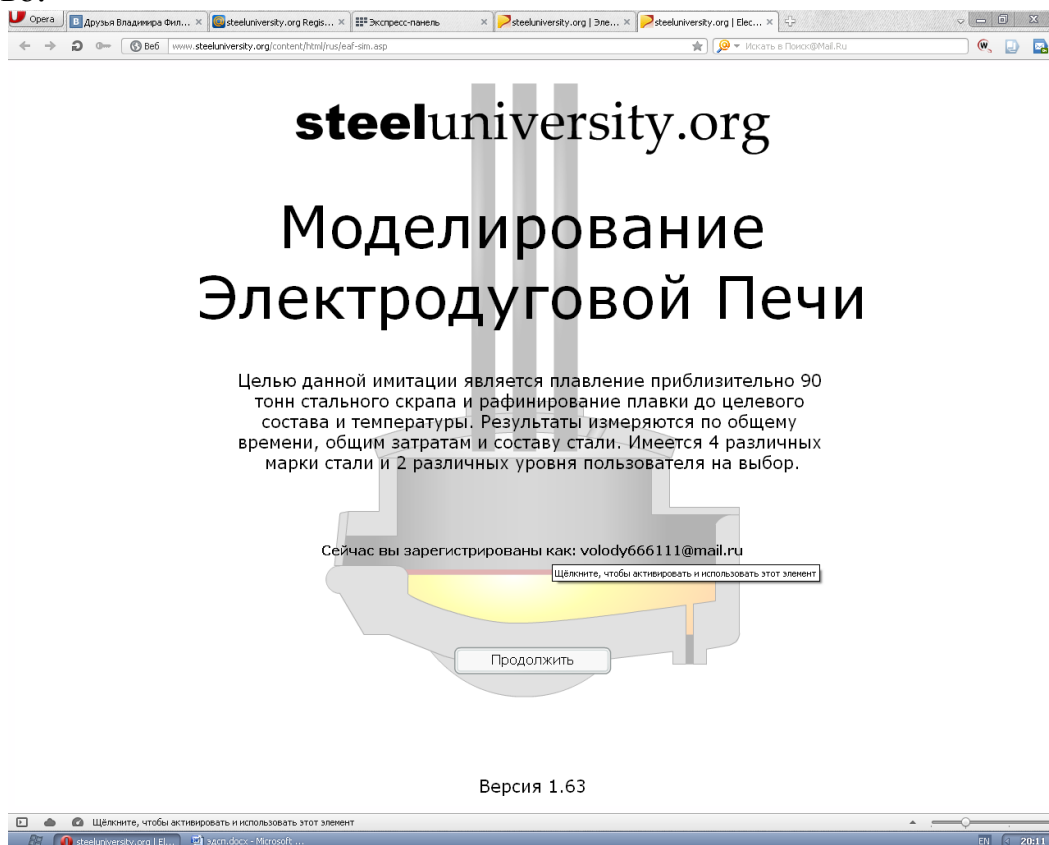 Opera
Друзья Владимира Фил...
steeluniversity.org Regis...
Экспресс-панель
steeluniversity.org | Эле...
steeluniversity.org | Elec...
Веб
www.steeluniversity.org/content/html/rus/eaf-sim.asp
Искать в Поиск@Mail.Ru
steeluniversity.org
Моделирование
Электродуговой Печи
Целью данной имитации является плавление приблизительно 90
тонн стального скрапа и рафинирование плавки до целевого
состава и температуры. Результаты измеряются по общему
времени, общим затратам и составу стали. Имеется 4 различных
марки стали и 2 различных уровня пользователя на выбор.
Сейчас вы зарегистрированы как: volody666111@mail.ru
Щёлкните, чтобы активировать и использовать этот элемент
Продолжить
Версия 1.63
Щёлкните, чтобы активировать и использовать этот элемент
steeluniversity.org | El...
эдсп.docx - Microsoft ...
EN
20:11